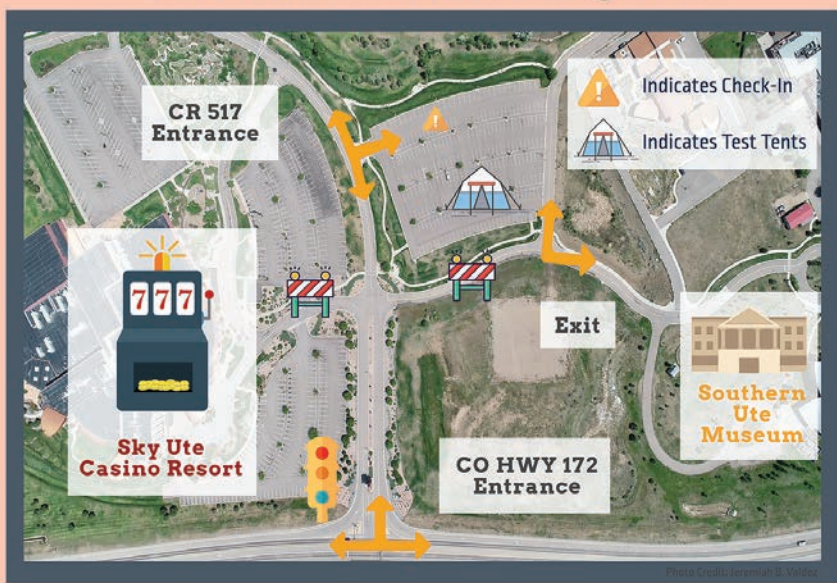 CR 517
Entrance
Indicates Check-In
Indicates Test Tents
777
Sky Ute
Casino Resort
Exit
Southern
Ute
Museum
CO HWY 172
Entrance
Photo Credit: Jeremiah B. Valdez